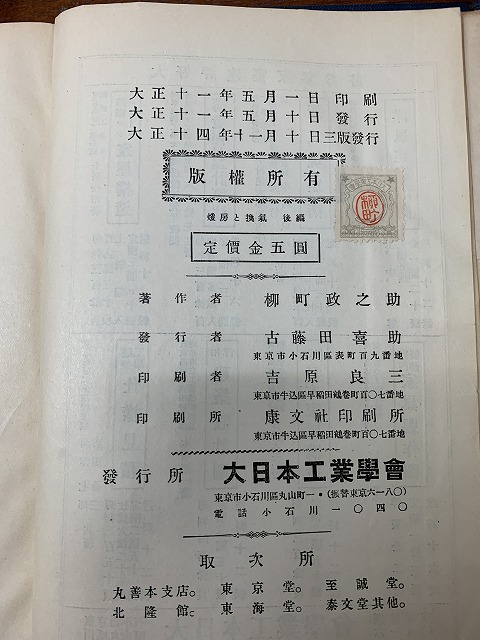 大正十一年五月一日印刷
大正十一年五月十日發行
大正十四年十一月十日三版發行
版權所有
煖房と換氣 後編
定價金五圓
著作者 柳町政之助
發行者 古藤田喜助
東京市小石川區表町百九番地
印刷者 吉原良三
東京市牛込區早稻田鶴卷町百〇七番地
印刷所 康文社印刷所
東京市牛込區早稻田鶴卷町百〇七番地
發行所 大日本工業學會
東京市小石川區丸山町一・(振替東京六一八〇)
電話小石川一〇四〇
取次所
丸善本支店。 東京堂。 至誠堂。
北隆館。 東海堂。 泰文堂其他。